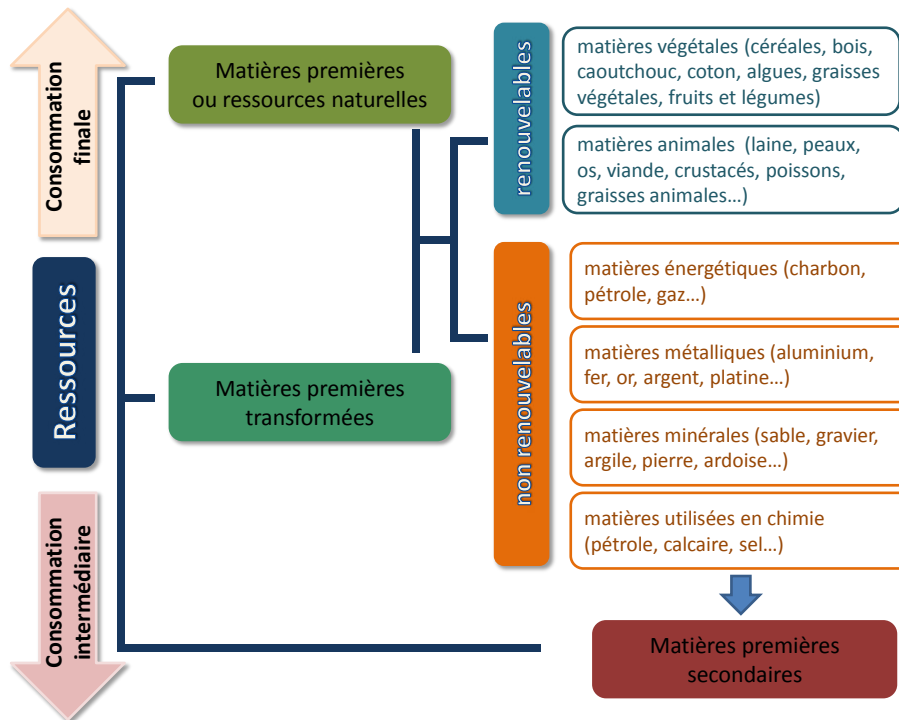 Consommation
finale
Ressources
Consommation
intermédiaire
Matières premières
ou ressources naturelles
Matières premières
transformées
renouvelables
matières végétales (céréales, bois,
caoutchouc, coton, algues, graisses
végétales, fruits et légumes)
matières animales (laine, peaux,
os, viande, crustacés, poissons,
graisses animales...)
non renouvelables
matières énergétiques (charbon,
pétrole, gaz...)
matières métalliques (aluminium,
fer, or, argent, platine...)
matières minérales (sable, gravier,
argile, pierre, ardoise...)
matières utilisées en chimie
(pétrole, calcaire, sel...)
Matières premières
secondaires